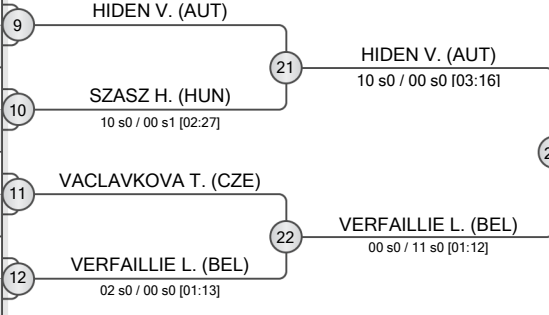 9
HIDEN V. (AUT)
21
HIDEN V. (AUT)
10 s0 / 00 s0 [03:16]
10
SZASZ H. (HUN)
10 s0 / 00 s1 [02:27]
11
VACLAVKOVA T. (CZE)
22
VERFAILLIE L. (BEL)
00 s0 / 11 s0 [01:12]
12
VERFAILLIE L. (BEL)
02 s0 / 00 s0 [01:13]